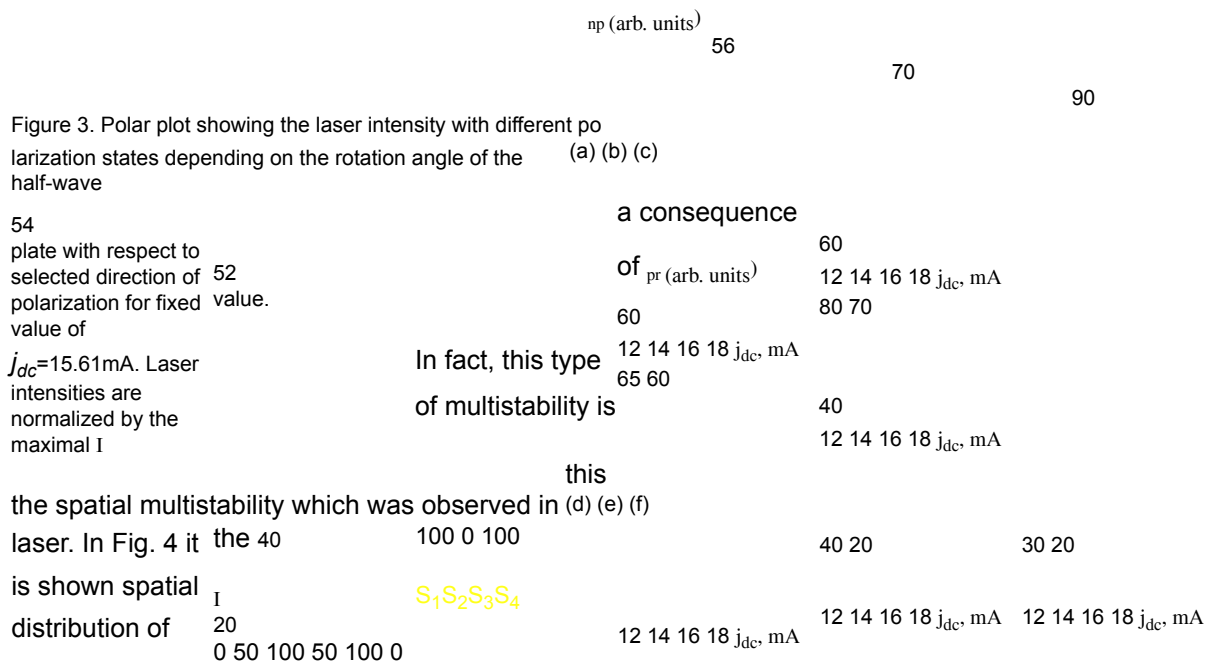 np (arb. units)
56
70
90
Figure 3. Polar plot showing the laser intensity with different po
larization states depending on the rotation angle of the
half-wave
(a) (b) (c)
54
plate with respect to
selected direction of
polarization for fixed
value of
52
value.
a consequence
of pr (arb. units)
60
12 14 16 18 jdc, mA
65 60
60
12 14 16 18 jdc, mA
80 70
jdc=15.61mA. Laser
intensities are
normalized by the
maximal I
In fact, this type
of multistability is
40
12 14 16 18 jdc, mA
this
the spatial multistability which was observed in (d) (e) (f)
laser. In Fig. 4 it
is shown spatial
distribution of
the 40
I
20
0 50 100 50 100 0
100 0 100
S1S2S3S4
12 14 16 18 jdc, mA
40 20
12 14 16 18 jdc, mA
30 20
12 14 16 18 jdc, mA